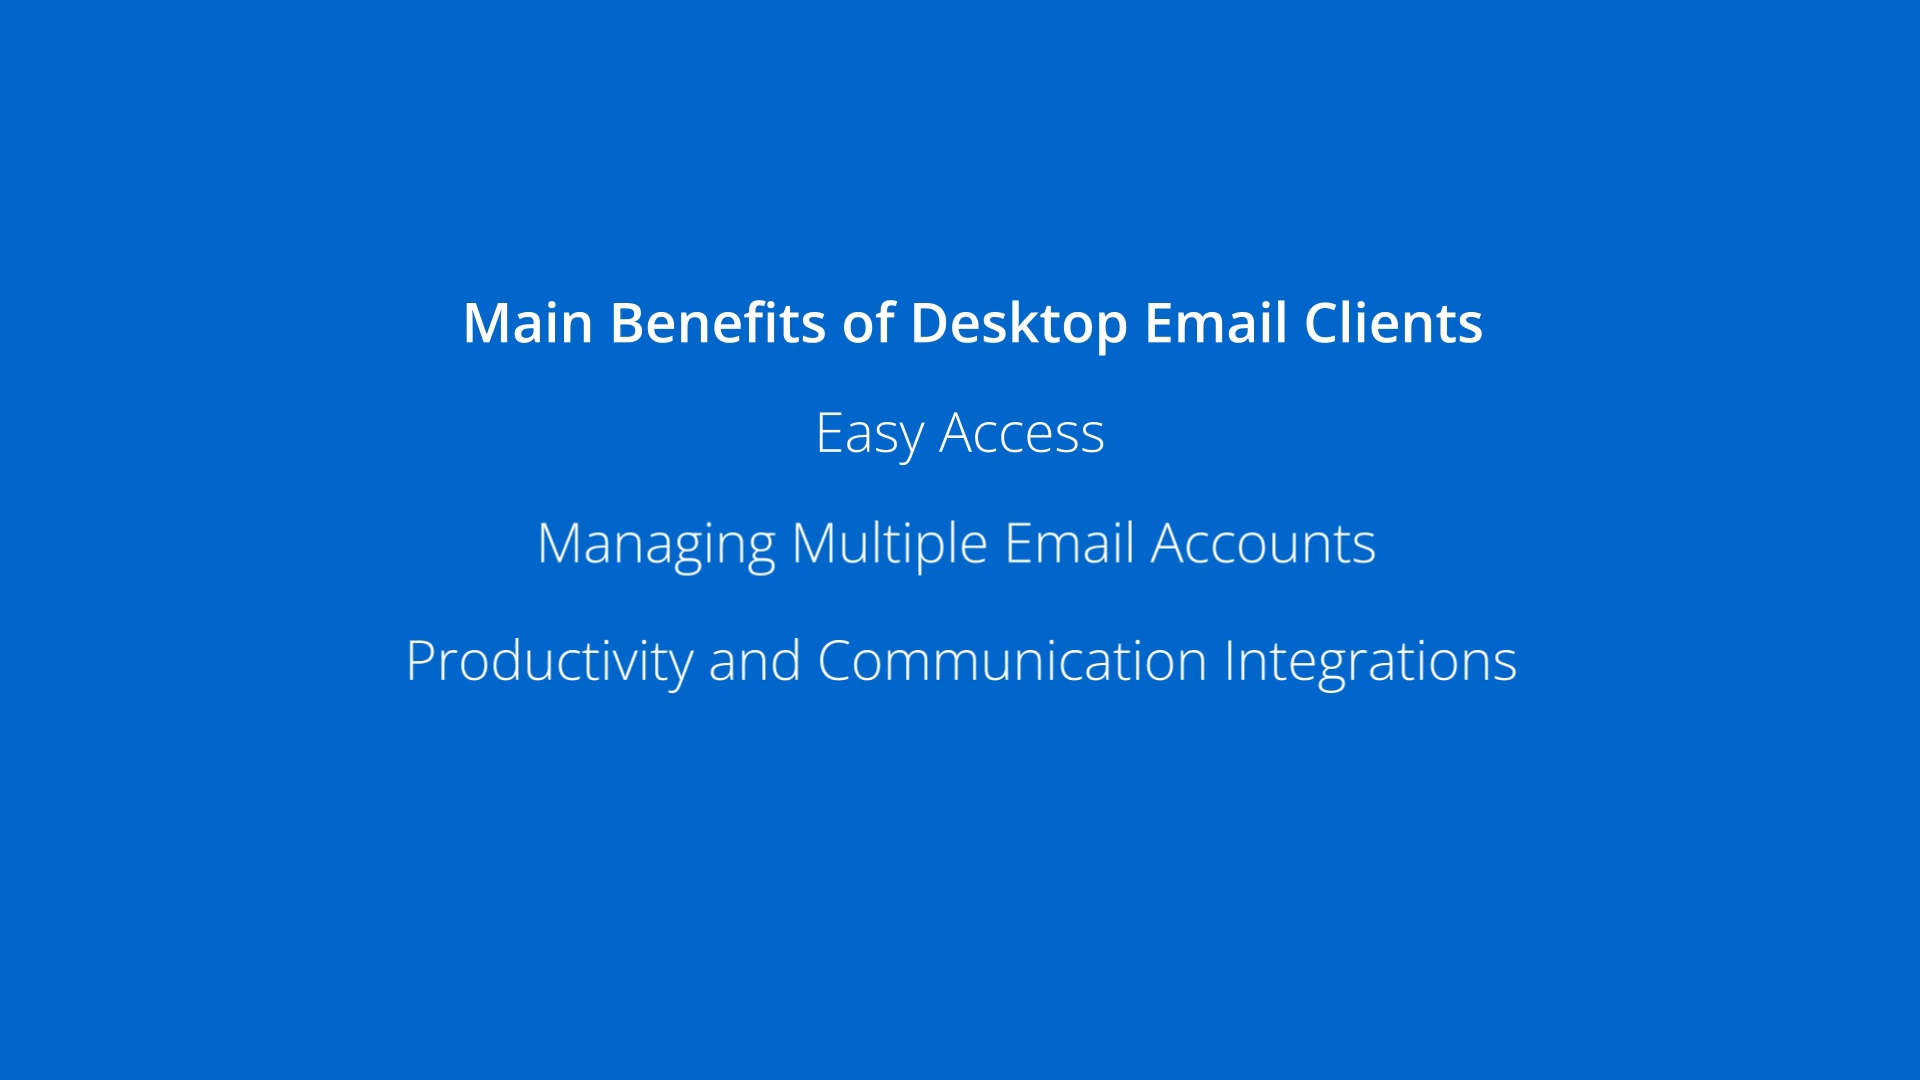 Main Benefits of Desktop Email Clients
Easy Access
Managing Multiple Email Accounts
Productivity and Communication Integrations